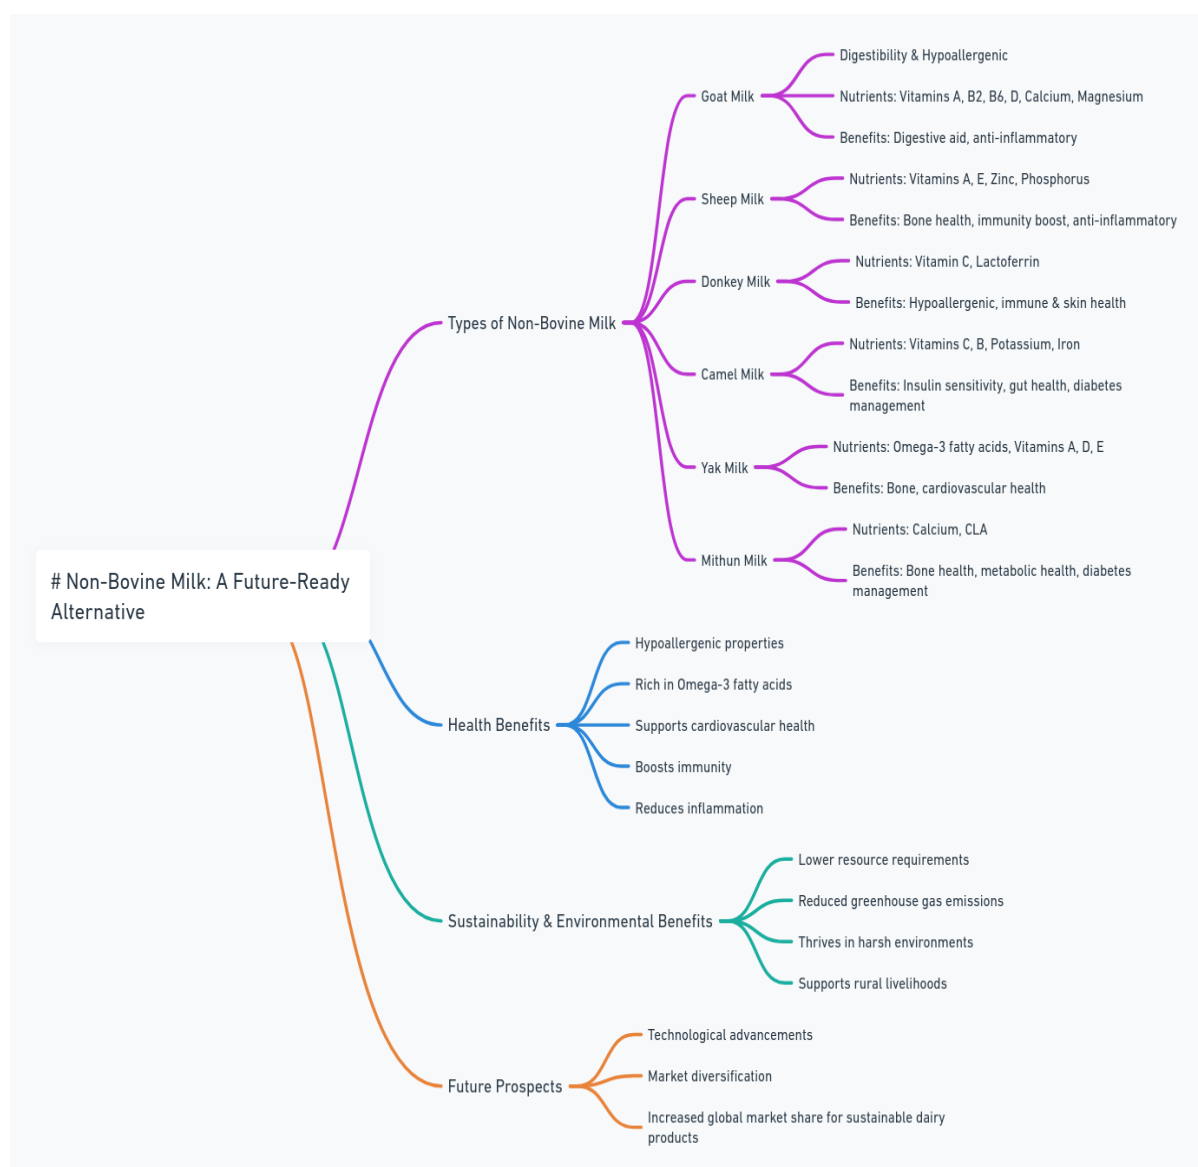 # Non-Bovine Milk: A Future-Ready
Alternative
Types of Non-Bovine Milk
Goat Milk
Digestibility & Hypoallergenic
Nutrients: Vitamins A, B2, B6, D, Calcium, Magnesium
Benefits: Digestive aid, anti-inflammatory
Sheep Milk
Nutrients: Vitamins A, E, Zinc, Phosphorus
Benefits: Bone health, immunity boost, anti-inflammatory
Donkey Milk
Nutrients: Vitamin C, Lactoferrin
Benefits: Hypoallergenic, immune & skin health
Camel Milk
Nutrients: Vitamins C, B, Potassium, Iron
Benefits: Insulin sensitivity, gut health, diabetes
management
Yak Milk
Nutrients: Omega-3 fatty acids, Vitamins A, D, E
Benefits: Bone, cardiovascular health
Mithun Milk
Nutrients: Calcium, CLA
Benefits: Bone health, metabolic health, diabetes
management
Health Benefits
Hypoallergenic properties
Rich in Omega-3 fatty acids
Supports cardiovascular health
Boosts immunity
Reduces inflammation
Sustainability & Environmental Benefits
Lower resource requirements
Reduced greenhouse gas emissions
Thrives in harsh environments
Supports rural livelihoods
Future Prospects
Technological advancements
Market diversification
Increased global market share for sustainable dairy
products